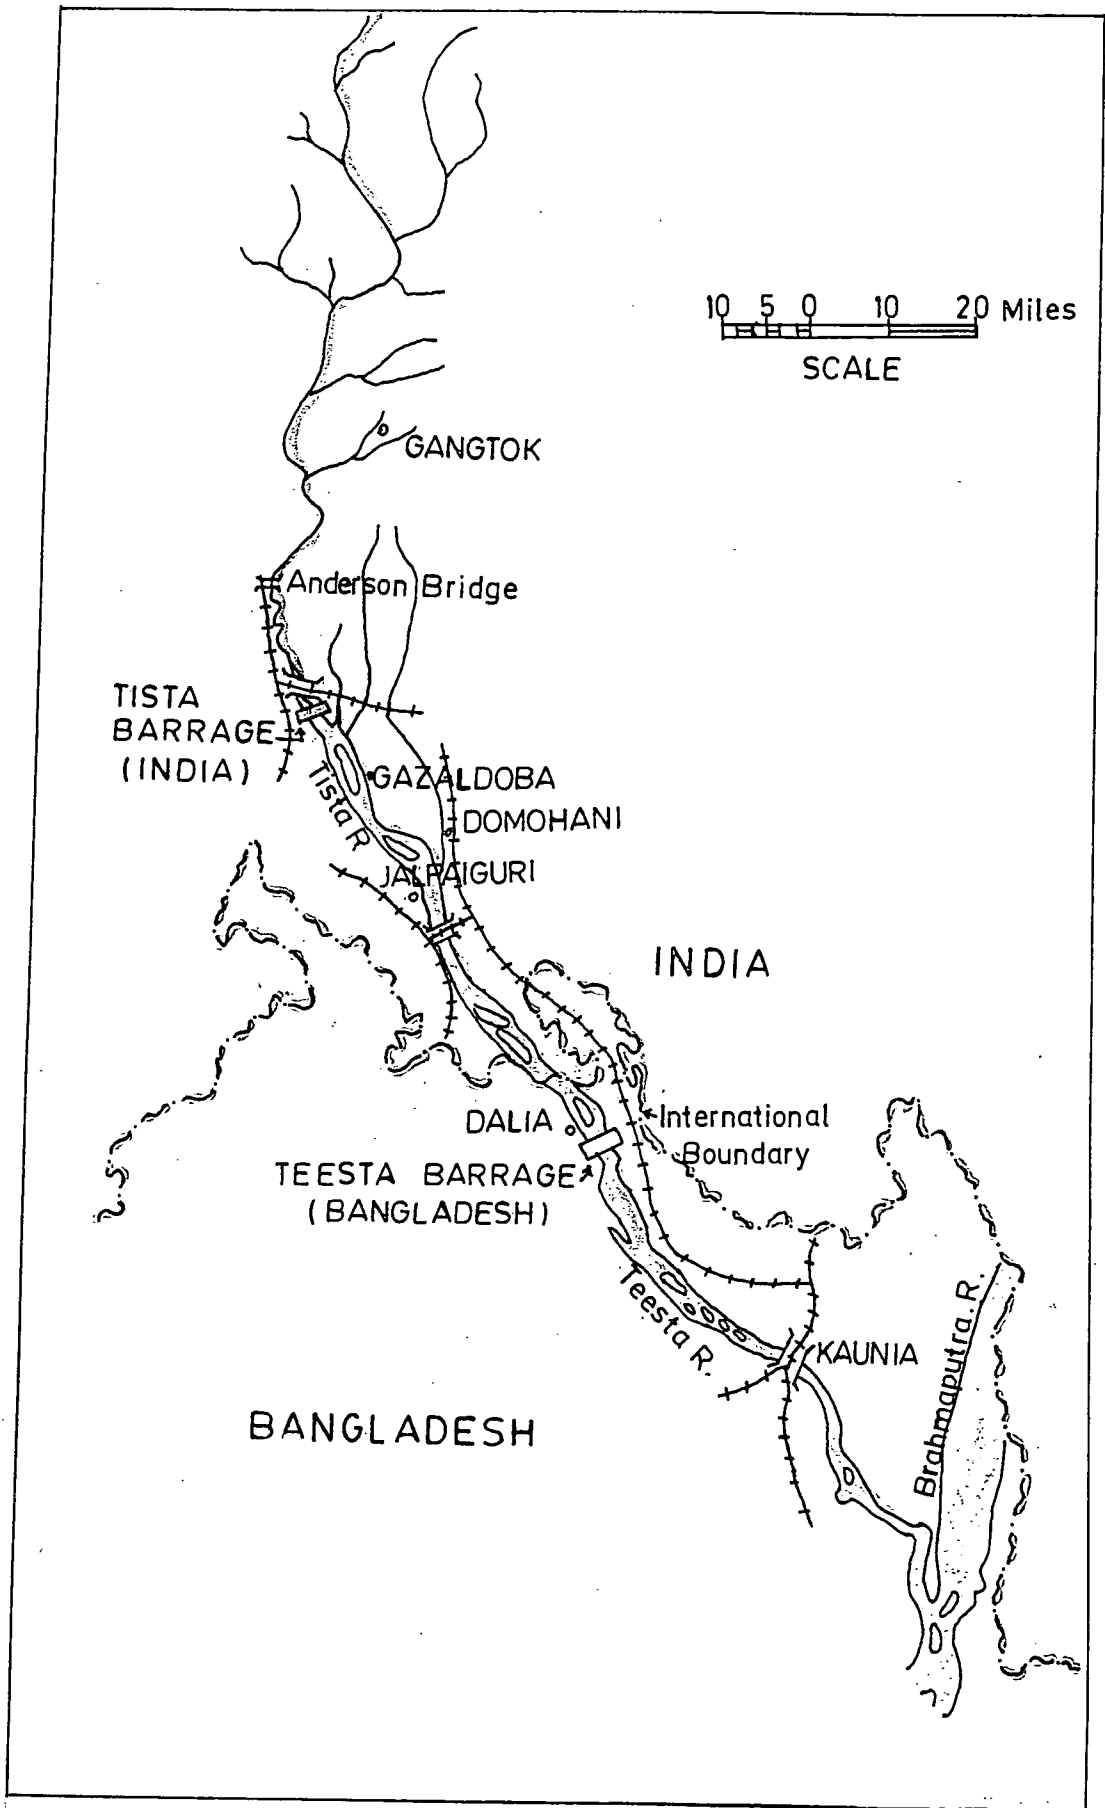 10 5 0 10 20 Miles
SCALE
GANGTOK
Anderson Bridge
TISTA
BARRAGE
(INDIA)
GAZALDOBA
Tista R
DOMOHANI
JALPAIGURI
INDIA
DALIA
International
Boundary
TEESTA BARRAGE
(BANGLADESH)
Teesta R.
KAUNIA
Brahmaputra. R.
BANGLADESH